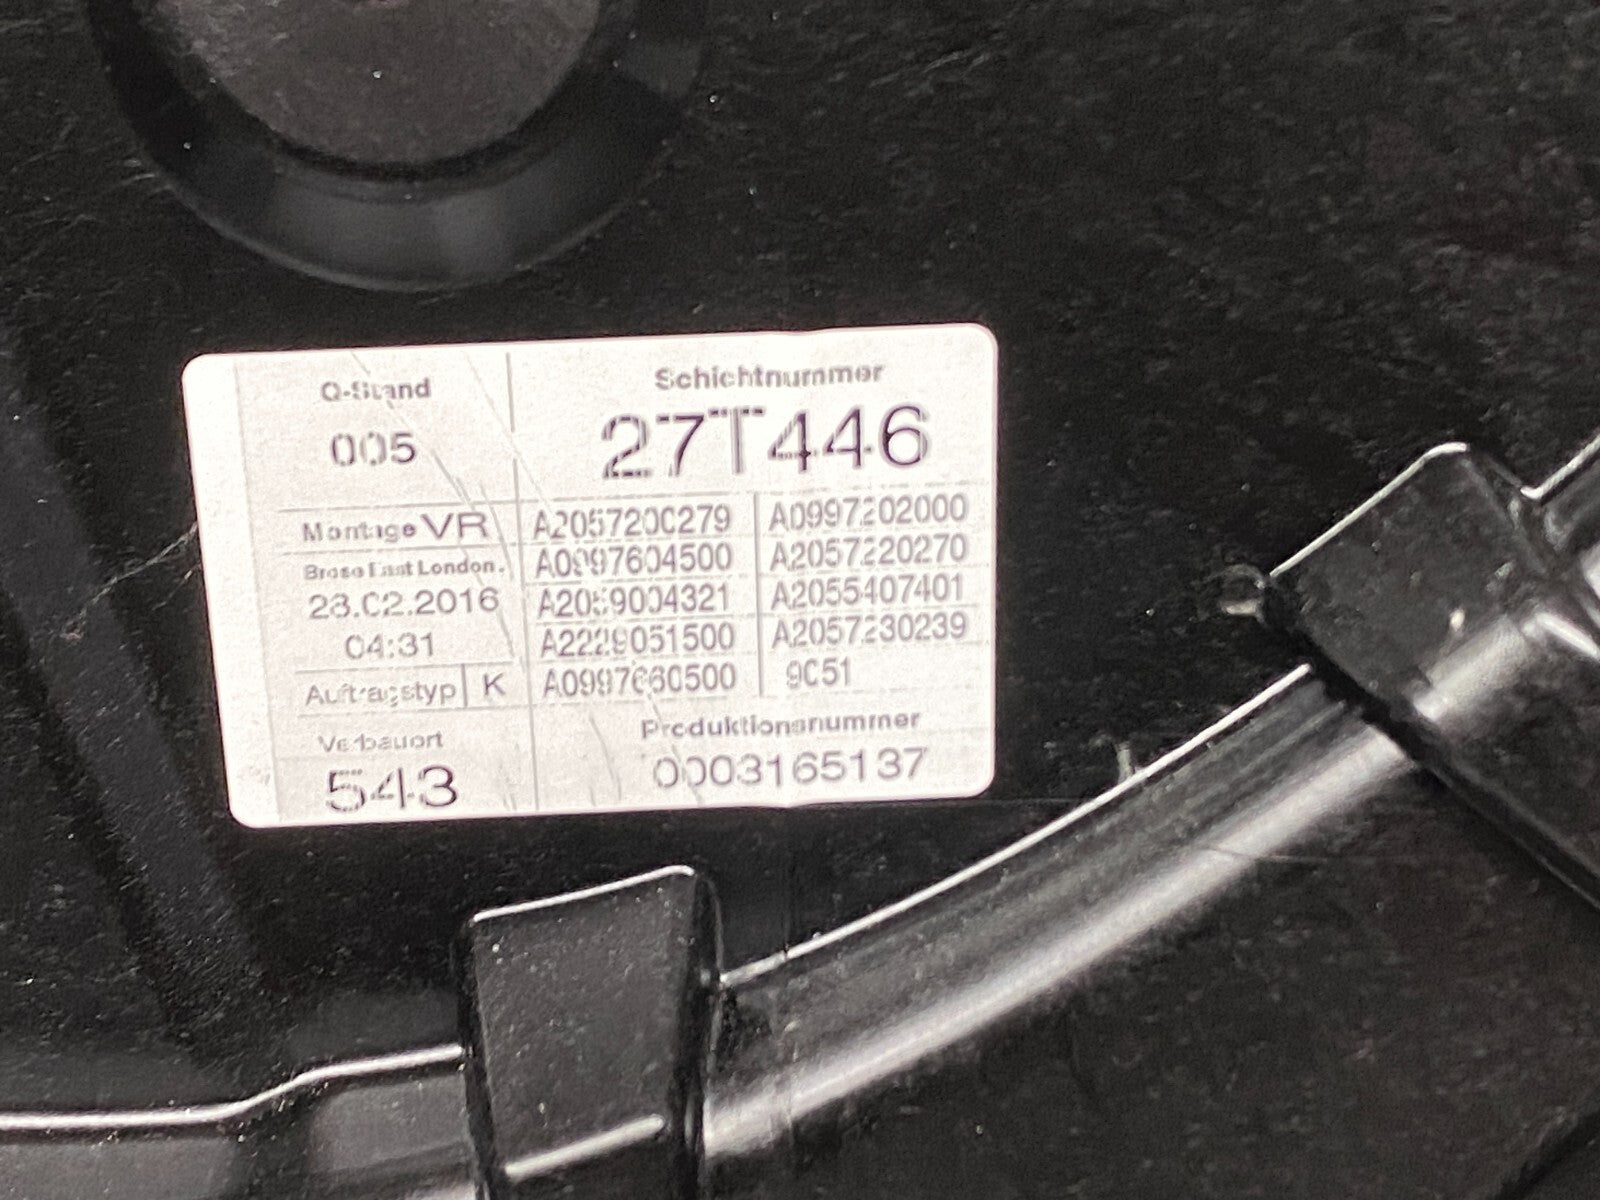 Q-Stand
005
Schichtnummer
27T446
Montage VR
Brose East London.
23.02.2016
04:31
Auftragstyp K
Verbauort
543
A2057200279 A0997202000
A0997604500 A2057220270
A2059004321 A2055407401
A2229051500 A2057230239
A0997660500 9C51
Produktionsnummer
0003165137